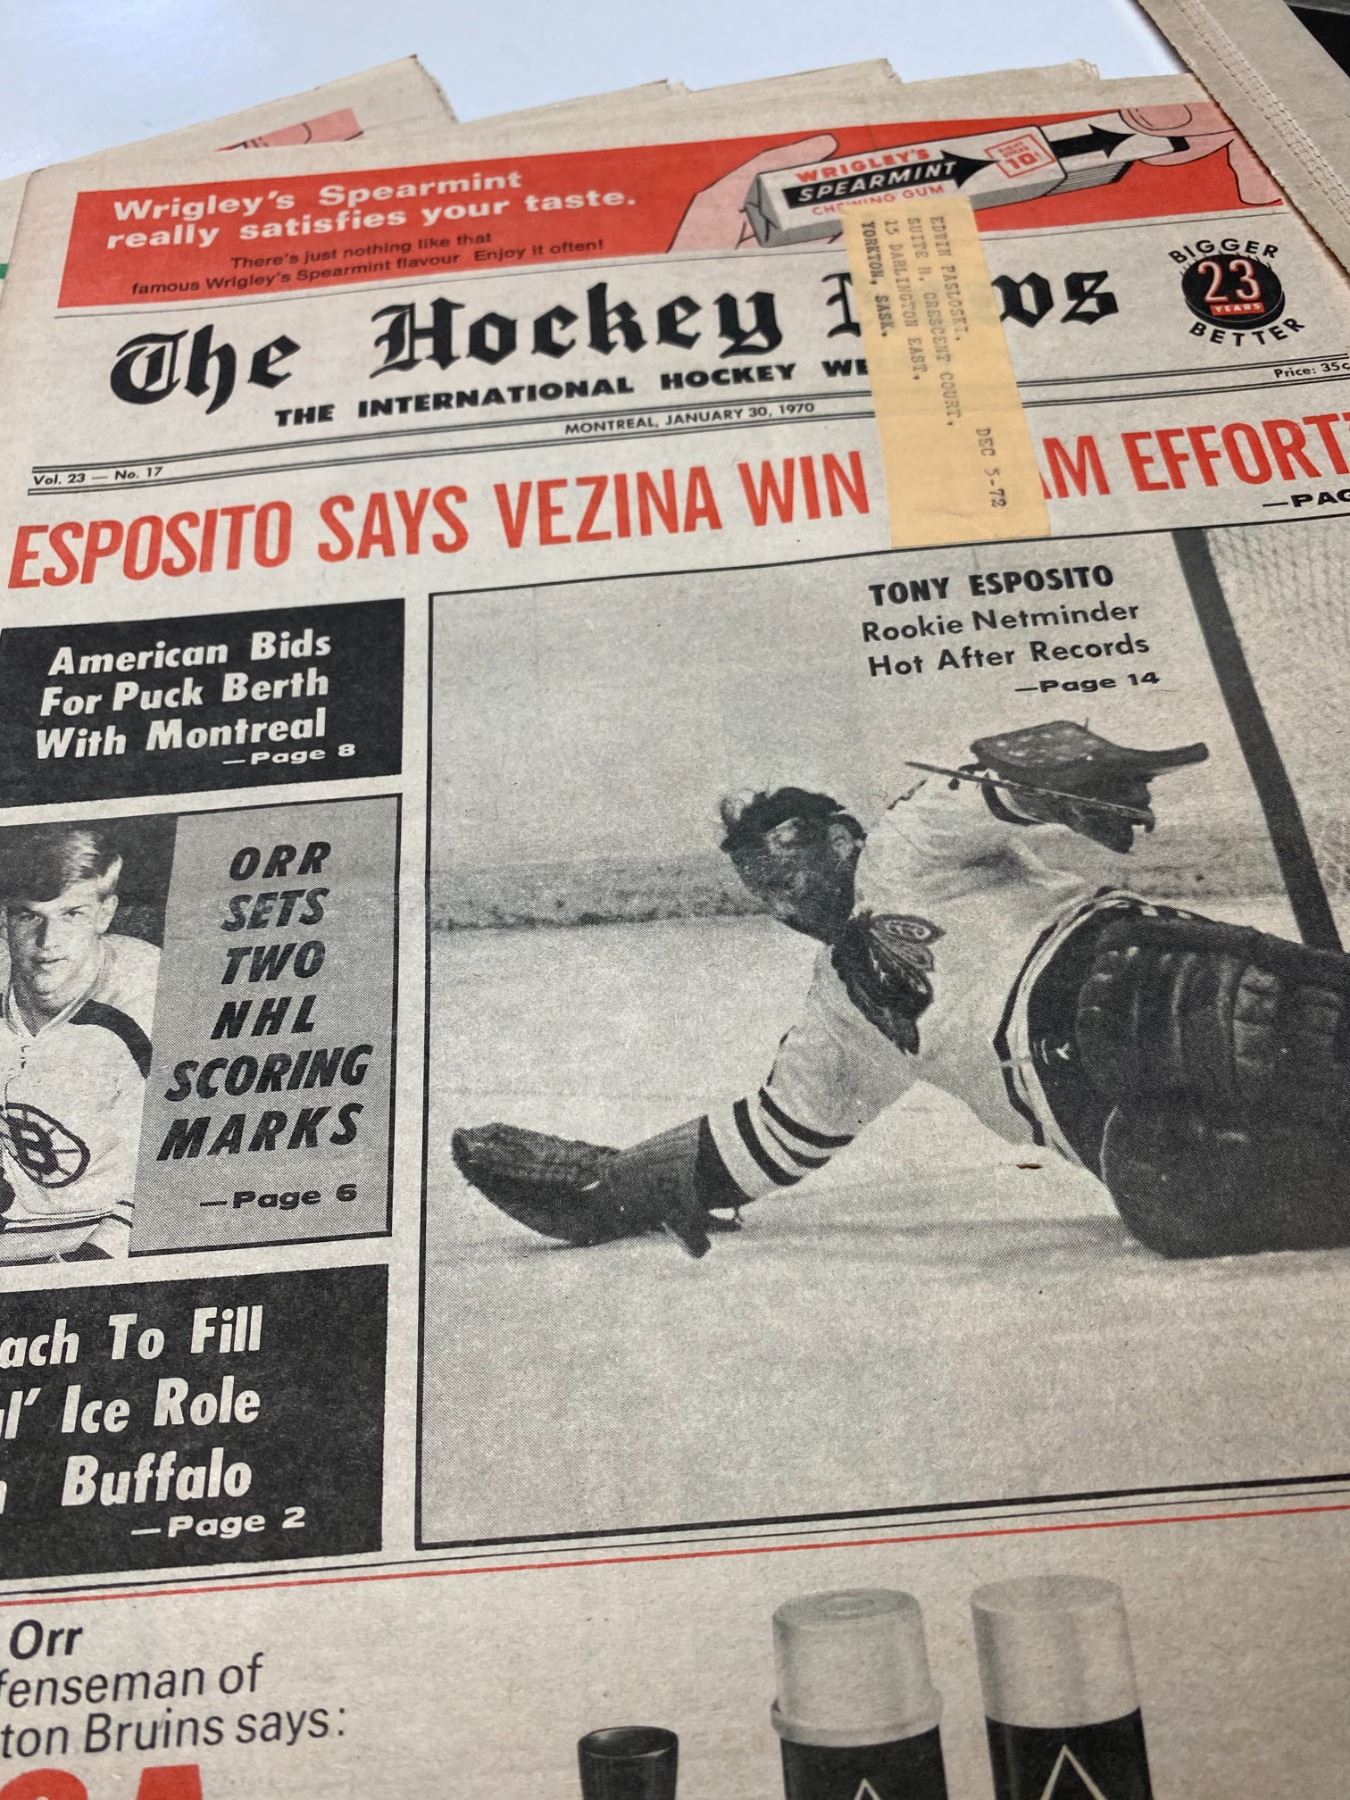 Wrigley's Spearmint
really satisfies your taste.
There's just nothing like that
famous Wrigley's Spearmint flavour Enjoy it often!
WRIGLEY'S
SPEARMINT
CHEWING GUM
10¢
The Hockey News
BIGGER
23
YEARS
BETTER
THE INTERNATIONAL HOCKEY WE
Price: 35¢
MONTREAL, JANUARY 30, 1970
Vol. 23 — No. 17
EDWIN PASLOSKI,
SUITE H, CRESCENT COURT,
15 DARLINGTON EAST,
YORKTON, SASK.
DEC 5-72
ESPOSITO SAYS VEZINA WIN AM EFFORT'
—PAG
American Bids
For Puck Berth
With Montreal
—Page 8
TONY ESPOSITO
Rookie Netminder
Hot After Records
—Page 14
ORR
SETS
TWO
NHL
SCORING
MARKS
—Page 6
B
ach To Fill
l' Ice Role
Buffalo
—Page 2
Orr
fenseman of
ton Bruins says: